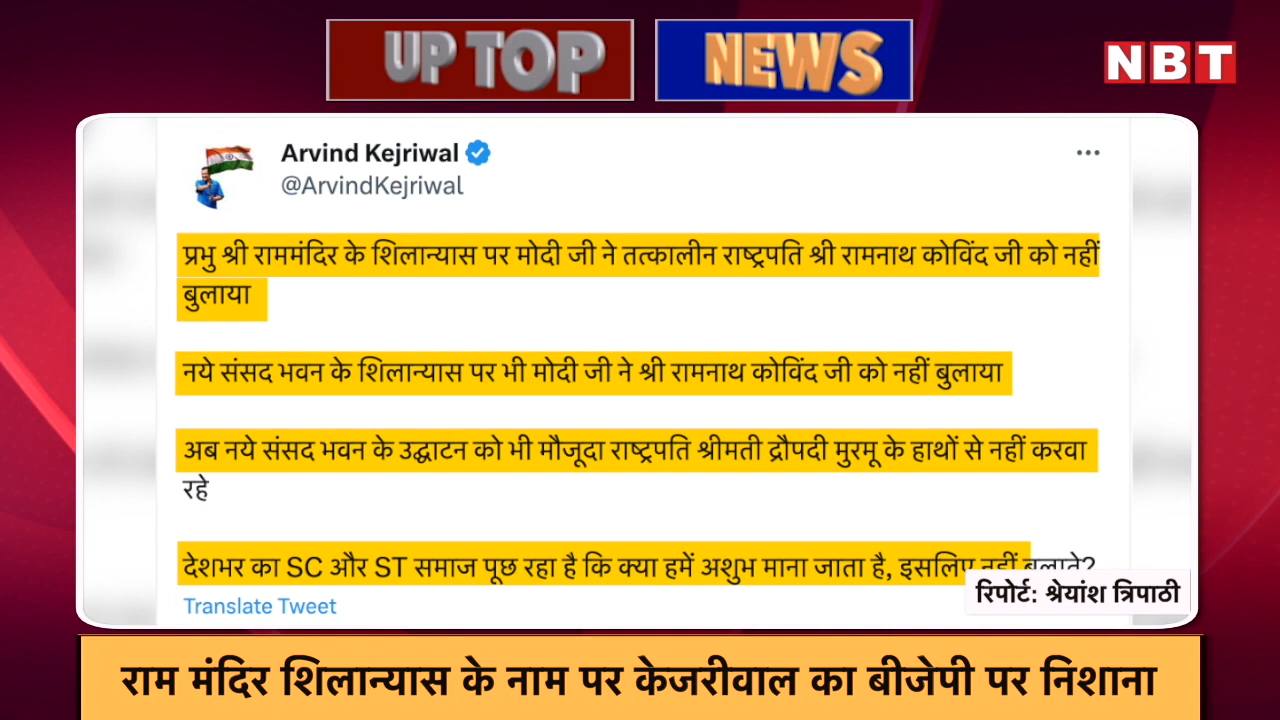 UP TOP NEWS
NBT
Arvind Kejriwal
@ArvindKejriwal
प्रभु श्री राममंदिर के शिलान्यास पर मोदी जी ने तत्कालीन राष्ट्रपति श्री रामनाथ कोविंद जी को नहीं
बुलाया
नये संसद भवन के शिलान्यास पर भी मोदी जी ने श्री रामनाथ कोविंद जी को नहीं बुलाया
अब नये संसद भवन के उद्घाटन को भी मौजूदा राष्ट्रपति श्रीमती द्रौपदी मुरमू के हाथों से नहीं करवा
रहे
देशभर का SC और ST समाज पूछ रहा है कि क्या हमें अशुभ माना जाता है, इसलिए नहीं बुलाते?
Translate Tweet
रिपोर्ट: श्रेयांश त्रिपाठी
राम मंदिर शिलान्यास के नाम पर केजरीवाल का बीजेपी पर निशाना